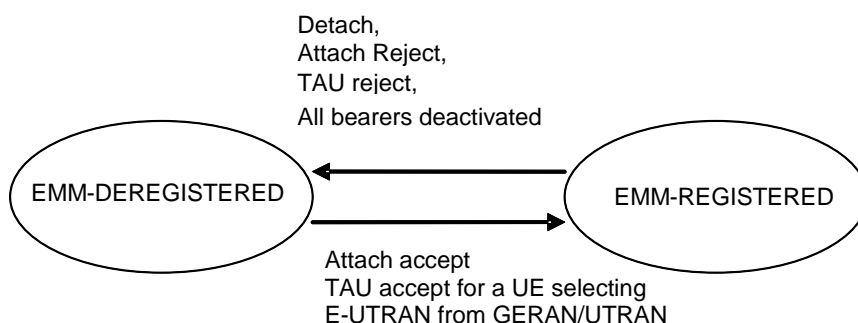 Detach,
Attach Reject,
TAU reject,
All bearers deactivated
EMM-DEREGISTERED
EMM-REGISTERED
Attach accept
TAU accept for a UE selecting
E-UTRAN from GERAN/UTRAN